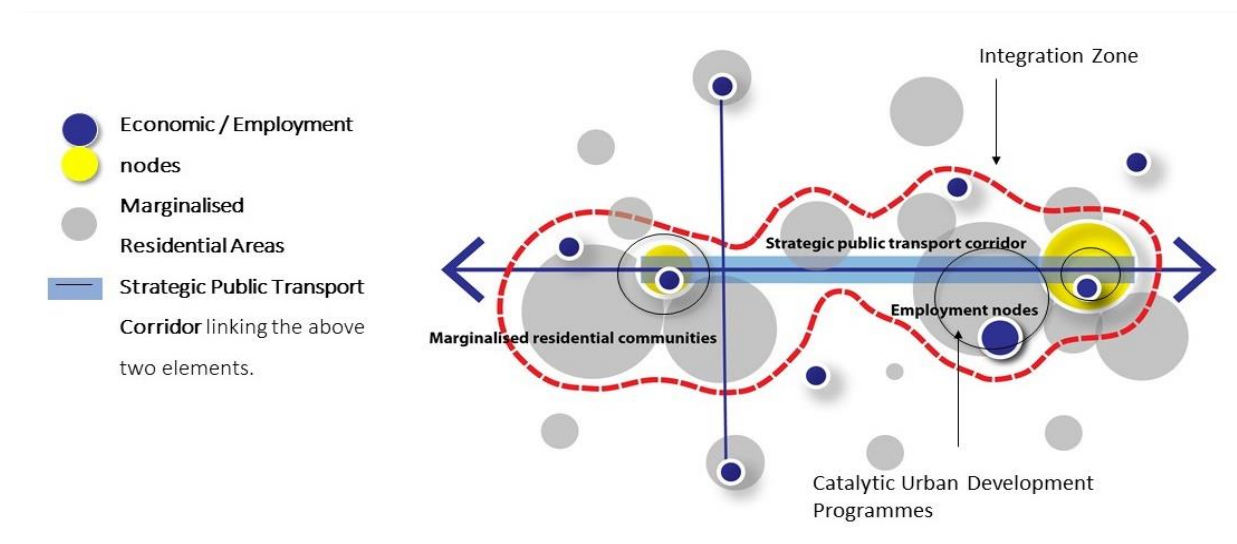 Economic / Employment
nodes
Marginalised
Residential Areas
Strategic Public Transport
Corridor linking the above
two elements.
Integration Zone
Strategic public transport corridor
Employment nodes
Marginalised residential communities
Catalytic Urban Development
Programmes